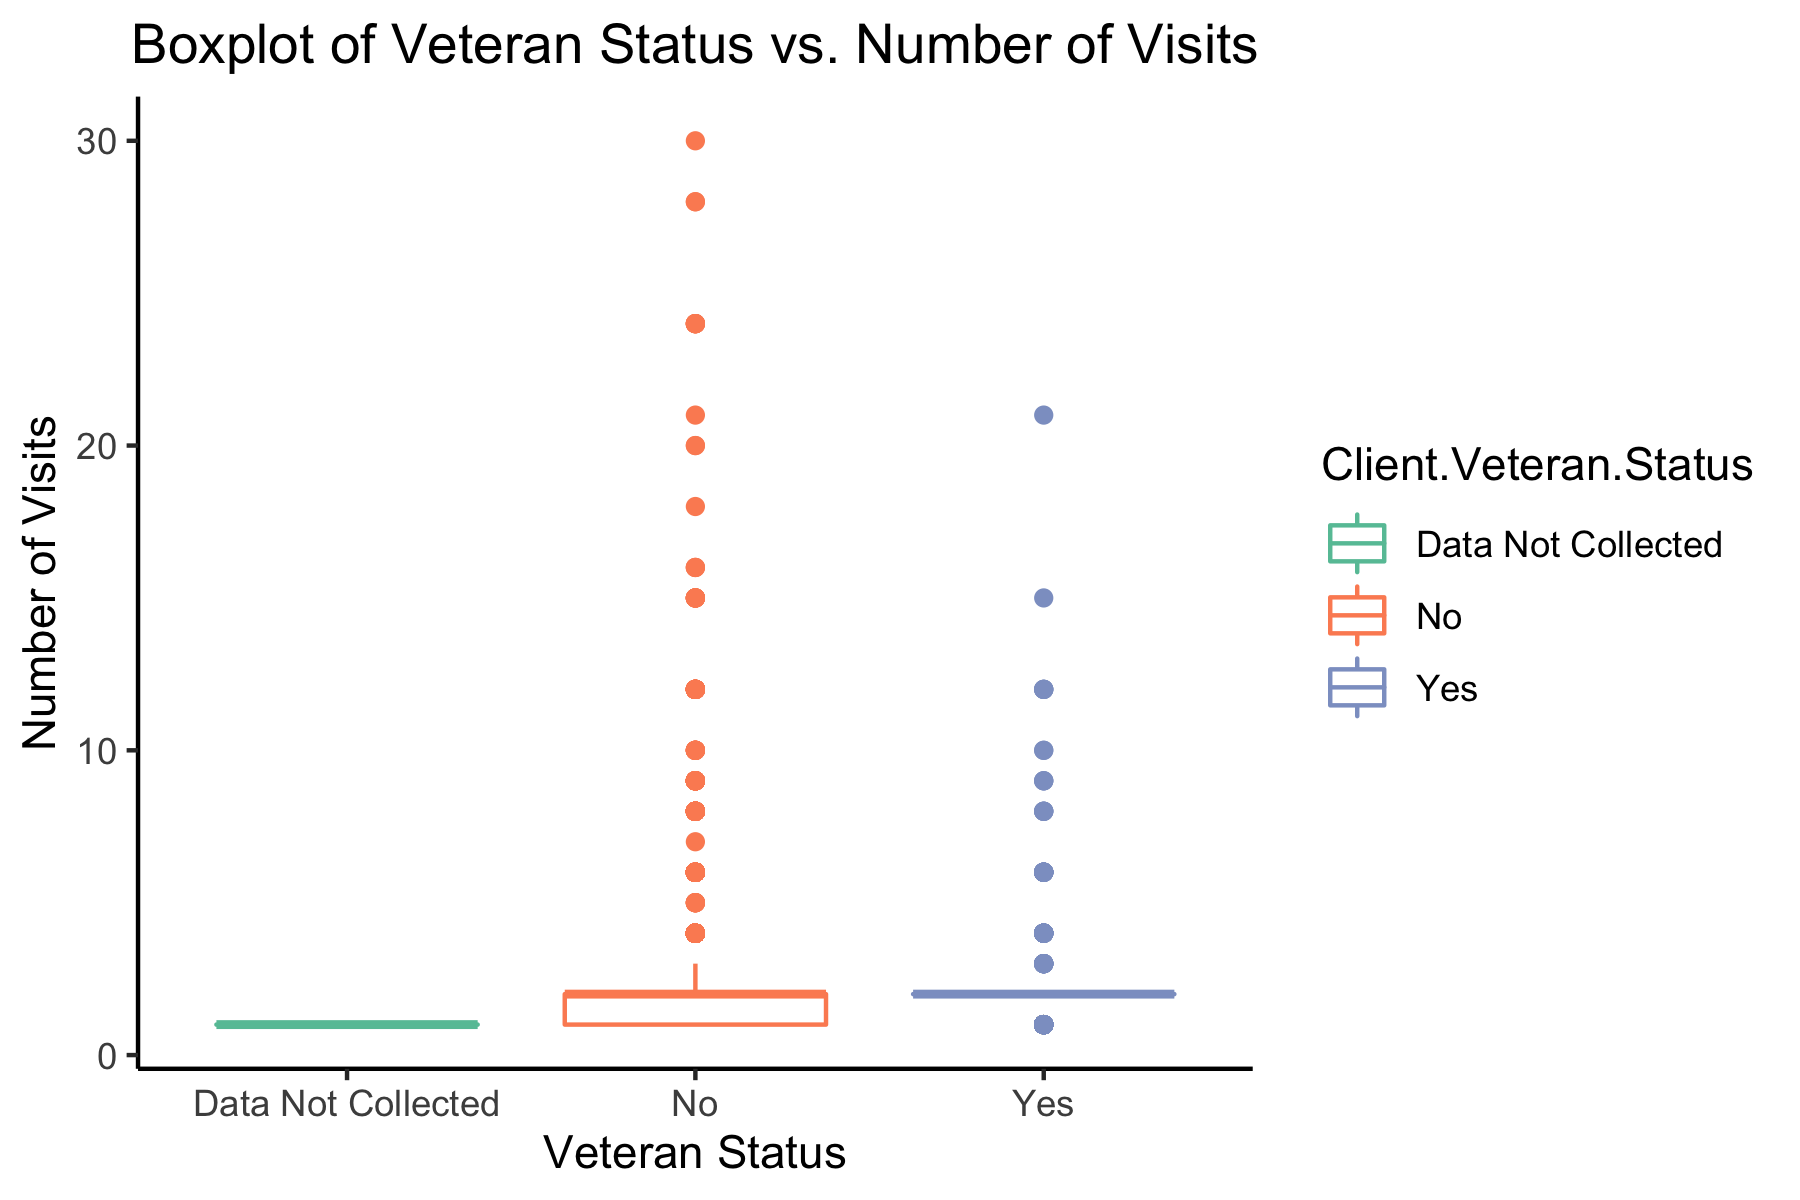 Boxplot of Veteran Status vs. Number of Visits
30
20
10
0
Number of Visits
Data Not Collected
No
Yes
Veteran Status
Client.Veteran.Status
Data Not Collected
No
Yes